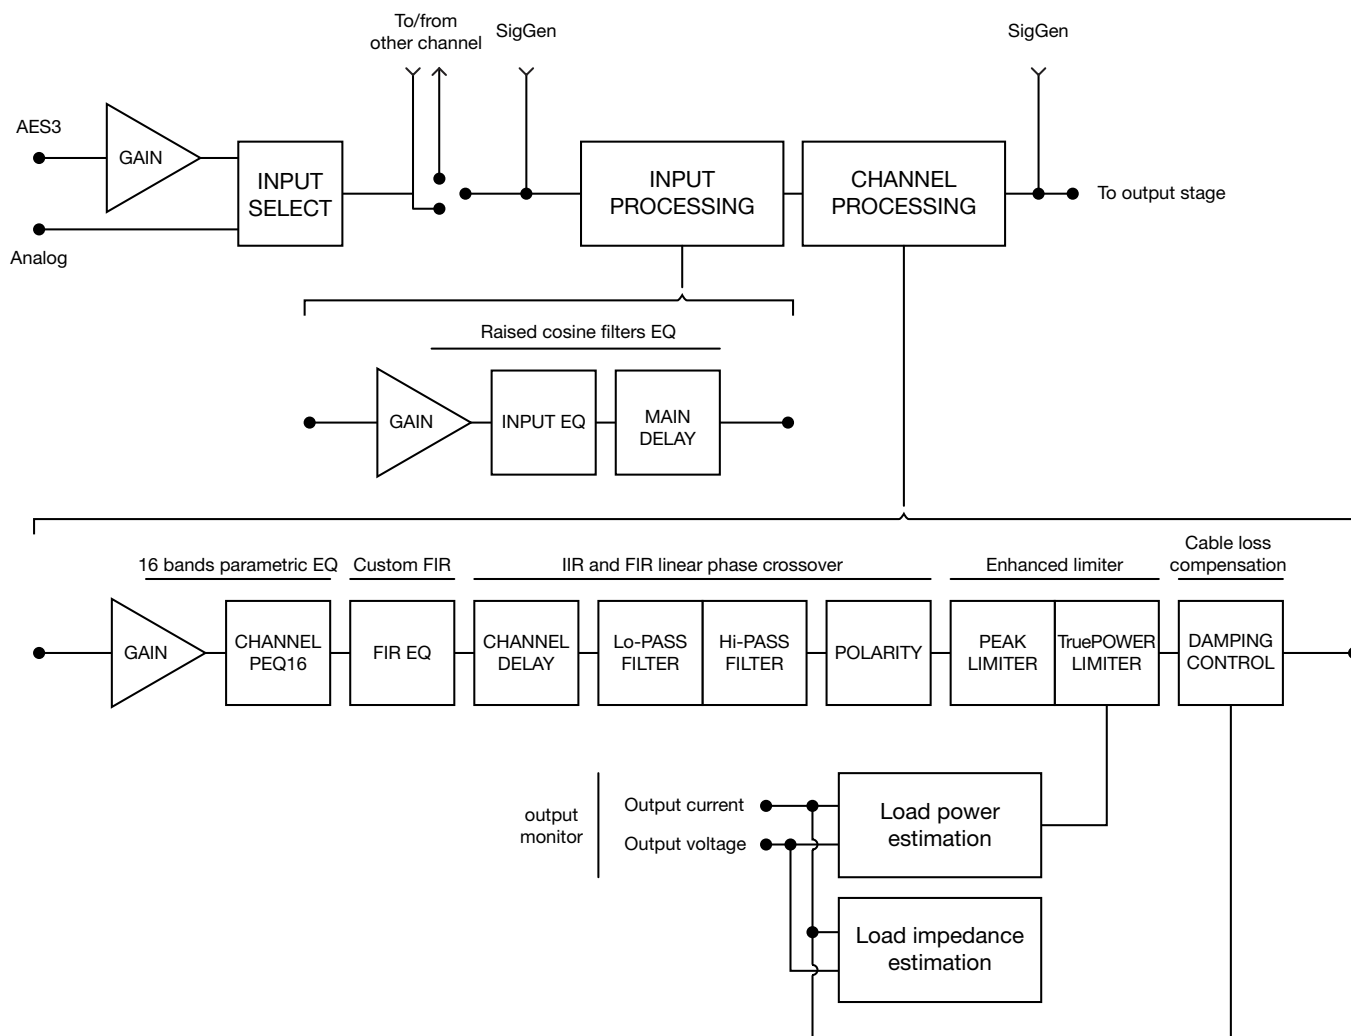 To/from
other channel
SigGen
SigGen
AES3
GAIN
INPUT
SELECT
INPUT
PROCESSING
CHANNEL
PROCESSING
To output stage
Analog
Raised cosine filters EQ
GAIN
INPUT EQ
MAIN
DELAY
16 bands parametric EQ
Custom FIR
IIR and FIR linear phase crossover
Enhanced limiter
Cable loss
compensation
GAIN
CHANNEL
PEQ16
FIR EQ
CHANNEL
DELAY
Lo-PASS
FILTER
Hi-PASS
FILTER
POLARITY
PEAK
LIMITER
TruePOWER
LIMITER
DAMPING
CONTROL
output
monitor
Output current
Output voltage
Load power
estimation
Load impedance
estimation